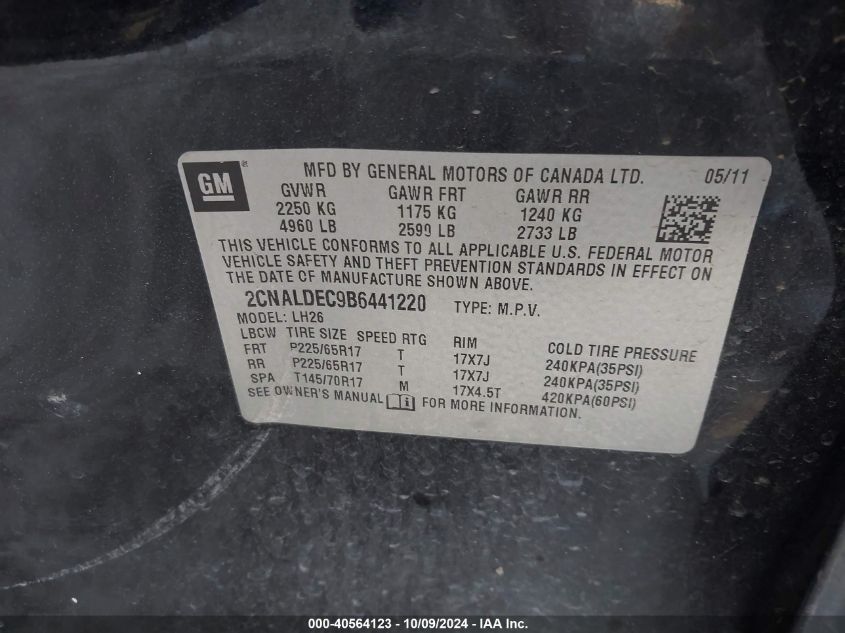 GM
MFD BY GENERAL MOTORS OF CANADA LTD. 05/11
GVWR GAWR FRT GAWR RR
2250 KG 1175 KG 1240 KG
4960 LB 2590 LB 2733 LB
THIS VEHICLE CONFORMS TO ALL APPLICABLE U.S. FEDERAL MOTOR
VEHICLE SAFETY AND THEFT PREVENTION STANDARDS IN EFFECT ON
THE DATE OF MANUFACTURE SHOWN ABOVE.
2CNALDEC9B6441220 TYPE: M.P.V.
MODEL: LH26
LBCW TIRE SIZE SPEED RTG RIM COLD TIRE PRESSURE
FRT P225/65R17 T 17X7J 240KPA(35PSI)
RR P225/65R17 T 17X7J 240KPA(35PSI)
SPA T145/70R17 M 17X4.5T 420KPA(60PSI)
SEE OWNER'S MANUAL FOR MORE INFORMATION.
000-40564123 - 10/09/2024 - IAA Inc.